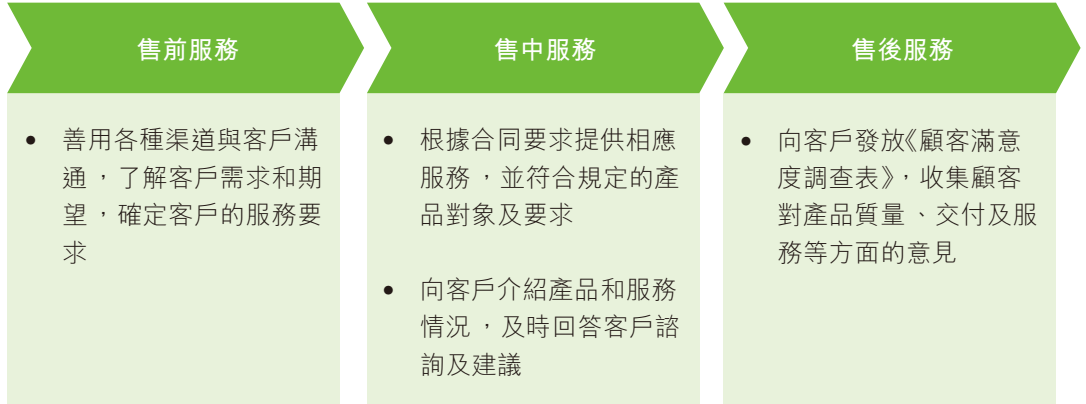 售前服務
• 善用各種渠道與客戶溝
通，了解客戶需求和期
望，確定客戶的服務要
求
售中服務
• 根據合同要求提供相應
服務，並符合規定的產
品對象及要求
• 向客戶介紹產品和服務
情況，及時回答客戶諮
詢及建議
售後服務
• 向客戶發放《顧客滿意
度調查表》，收集顧客
對產品質量、交付及服
務等方面的意見